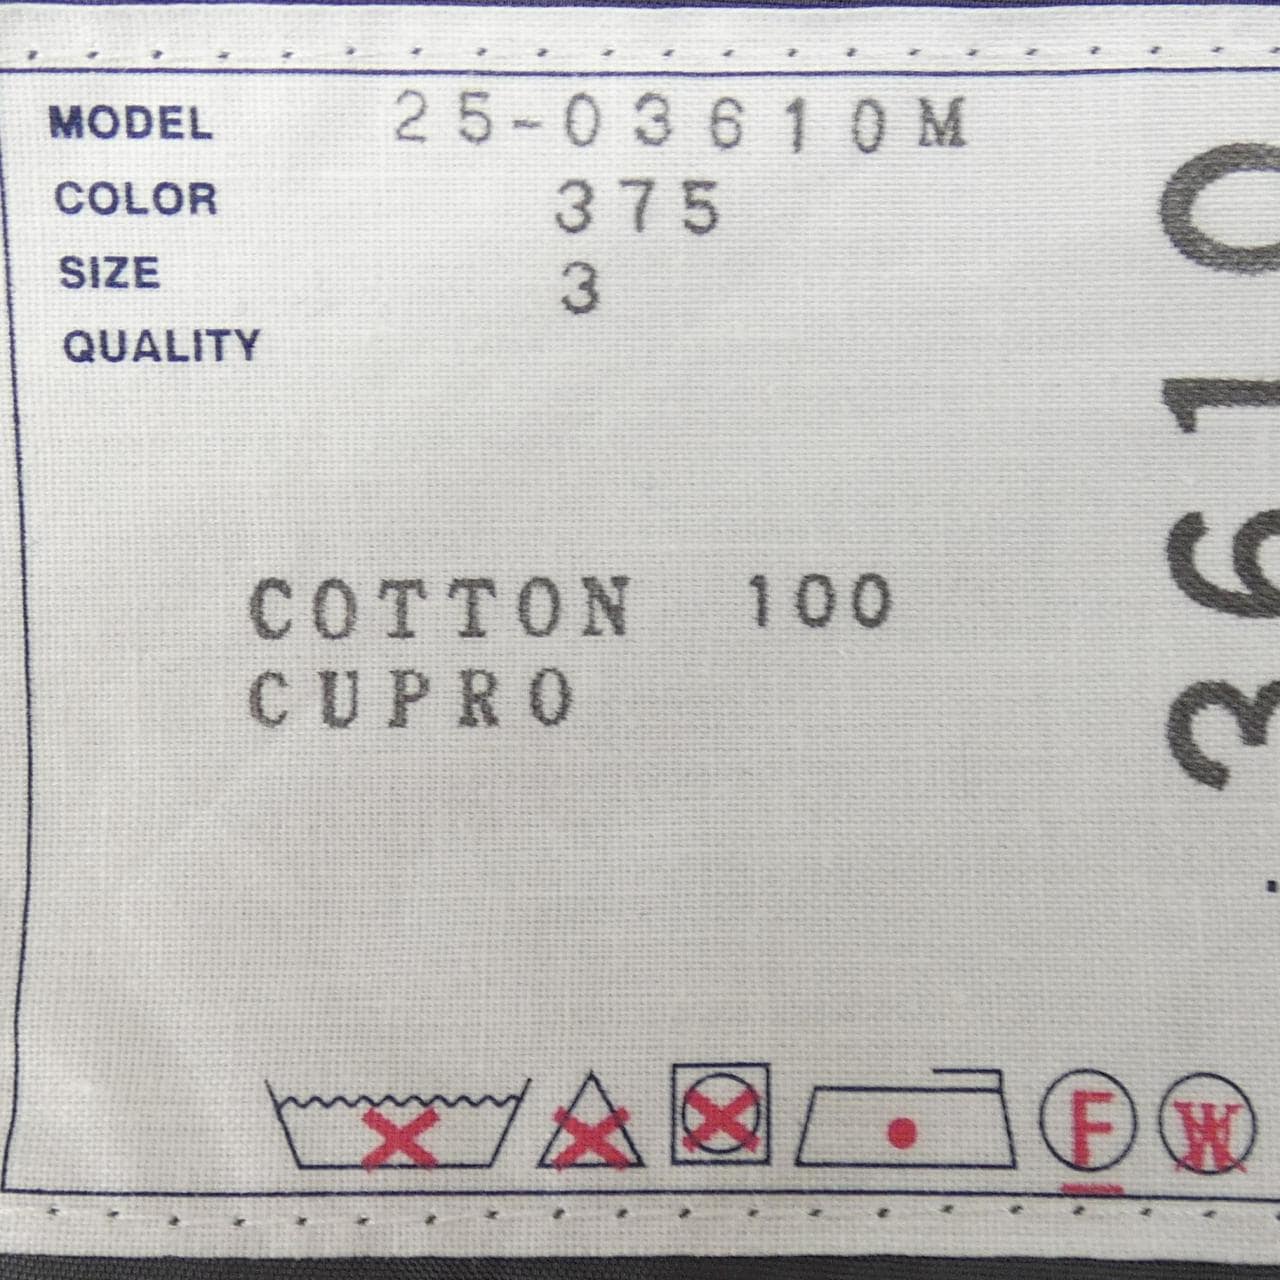 MODEL 25-03610M
COLOR 375
SIZE 3
QUALITY
COTTON 100
CUPRO
3610
F
W